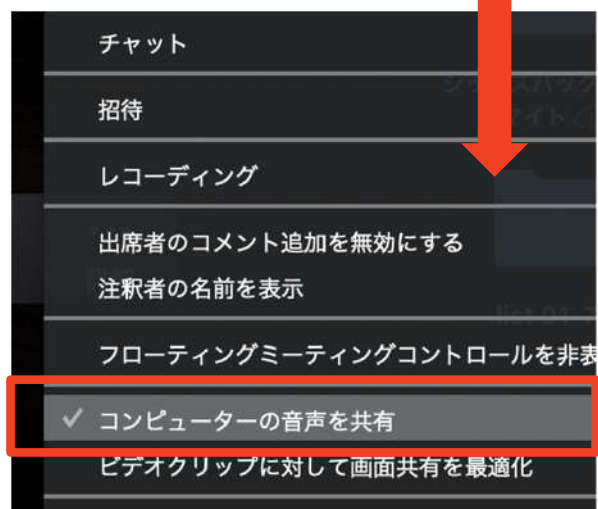 チャット
招待
レコーディング
出席者のコメント追加を無効にする
注釈者の名前を表示
フローティングミーティングコントロールを非表
コンピューターの音声を共有
ビデオクリップに対して画面共有を最適化